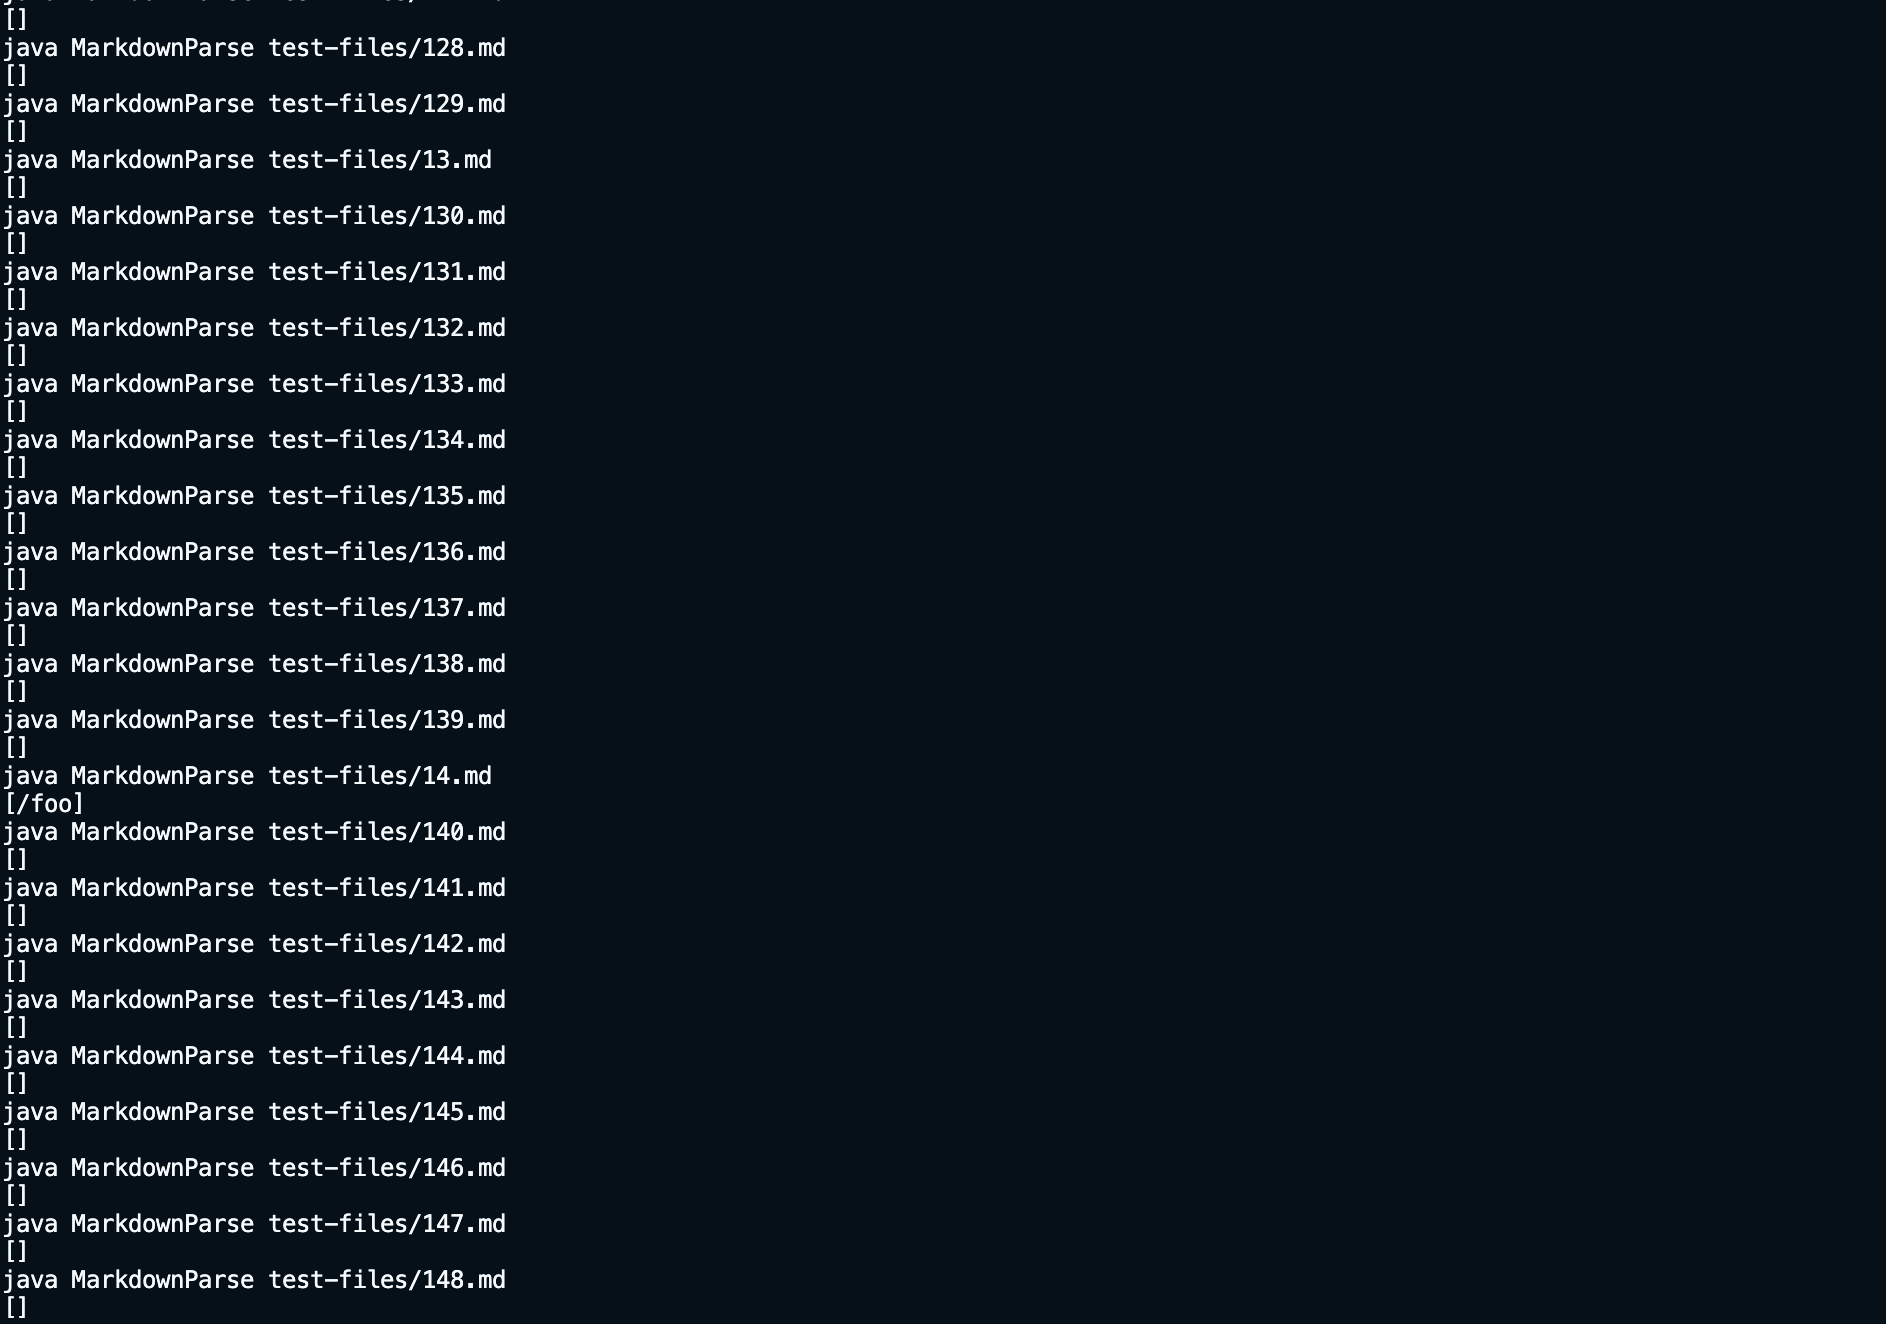 []
java MarkdownParse test-files/128.md
[]
java MarkdownParse test-files/129.md
[]
java MarkdownParse test-files/13.md
[]
java MarkdownParse test-files/130.md
[]
java MarkdownParse test-files/131.md
[]
java MarkdownParse test-files/132.md
[]
java MarkdownParse test-files/133.md
[]
java MarkdownParse test-files/134.md
[]
java MarkdownParse test-files/135.md
[]
java MarkdownParse test-files/136.md
[]
java MarkdownParse test-files/137.md
[]
java MarkdownParse test-files/138.md
[]
java MarkdownParse test-files/139.md
[]
java MarkdownParse test-files/14.md
[/foo]
java MarkdownParse test-files/140.md
[]
java MarkdownParse test-files/141.md
[]
java MarkdownParse test-files/142.md
[]
java MarkdownParse test-files/143.md
[]
java MarkdownParse test-files/144.md
[]
java MarkdownParse test-files/145.md
[]
java MarkdownParse test-files/146.md
[]
java MarkdownParse test-files/147.md
[]
java MarkdownParse test-files/148.md
[]